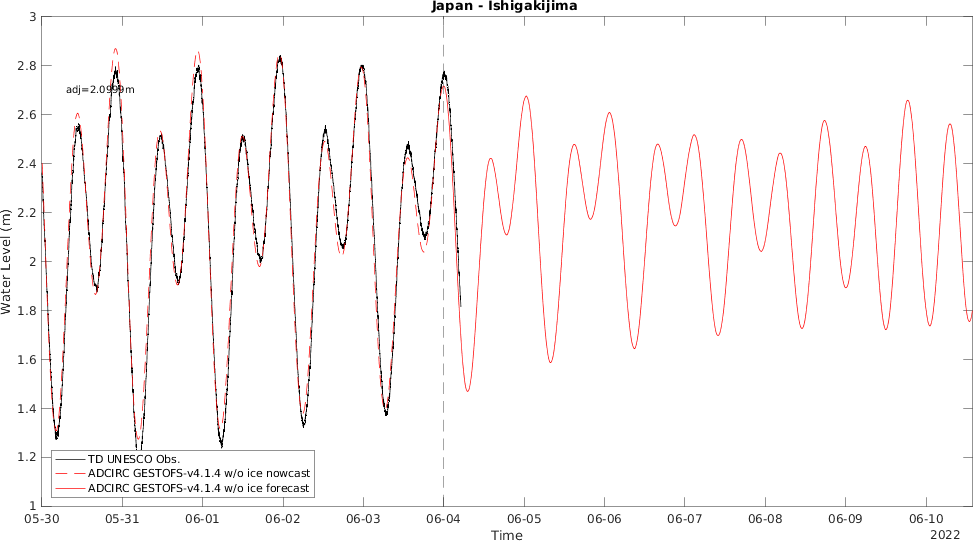 Japan - Ishigakijima
3
2.8
2.6
2.4
2.2
2
1.8
1.6
1.4
1.2
1
Water Level (m)
adj=2.0999m
TD UNESCO Obs.
ADCIRC GESTOFS-v4.1.4 w/o ice nowcast
ADCIRC GESTOFS-v4.1.4 w/o ice forecast
05-30 05-31 06-01 06-02 06-03 06-04 06-05 06-06 06-07 06-08 06-09 06-10
Time
2022